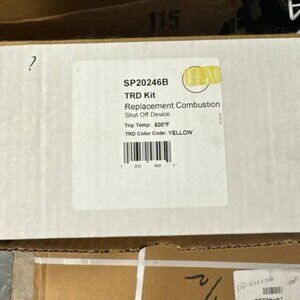 115
SP20246B
TRD Kit
Replacement Combustion
Shut Off Device
Trip Temp: 500°F
TRD Color Code: YELLOW